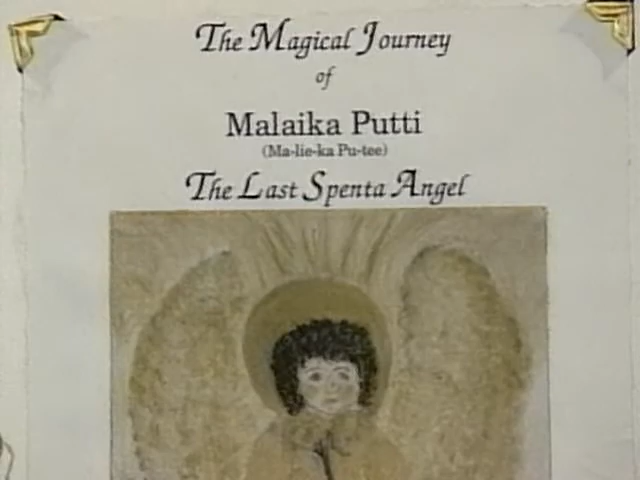 The Magical Journey
of
Malaika Putti
(Ma-lie-ka Pu-tee)
The Last Spenta Angel